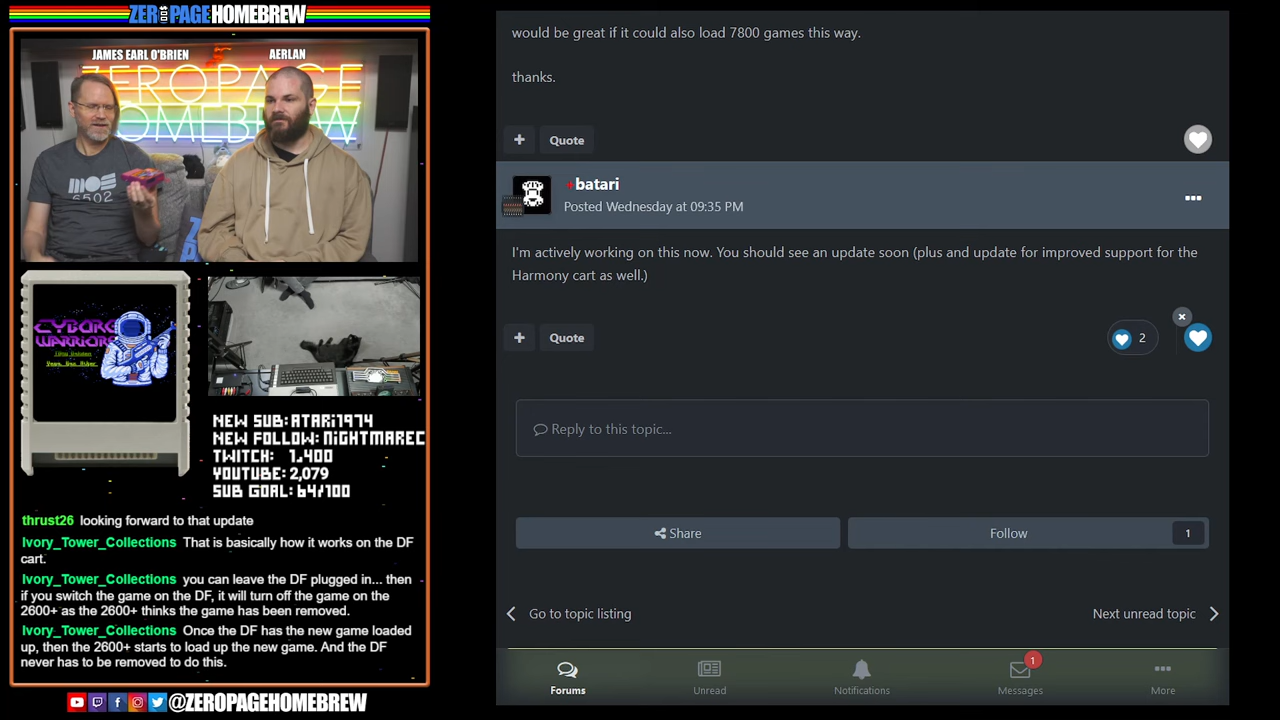 ZEROPAGE HOMEBREW
JAMES EARL O'BRIEN
AERLAN
ZEROPAGE
HOMEBREW
MOS
6502
CYBORG
WARRIORS
NEW SUB: ATARI1974
NEW FOLLOW: NIGHTMAREC
TWITCH: 1,400
YOUTUBE: 2,079
SUB GOAL: 64/100
thrust26 looking forward to that update
Ivory_Tower_Collections That is basically how it works on the DF
cart.
Ivory_Tower_Collections you can leave the DF plugged in... then
if you switch the game on the DF, it will turn off the game on the
2600+ as the 2600+ thinks the game has been removed.
Ivory_Tower_Collections Once the DF has the new game loaded
up, then the 2600+ starts to load up the new game. And the DF
never has to be removed to do this.
@ZEROPAGEHOMEBREW
would be great if it could also load 7800 games this way.
thanks.
+ Quote
+batari
Posted Wednesday at 09:35 PM
I'm actively working on this now. You should see an update soon (plus and update for improved support for the
Harmony cart as well.)
+ Quote
2
Reply to this topic...
Share
Follow 1
Go to topic listing
Next unread topic
1
Forums
Unread
Notifications
Messages
More